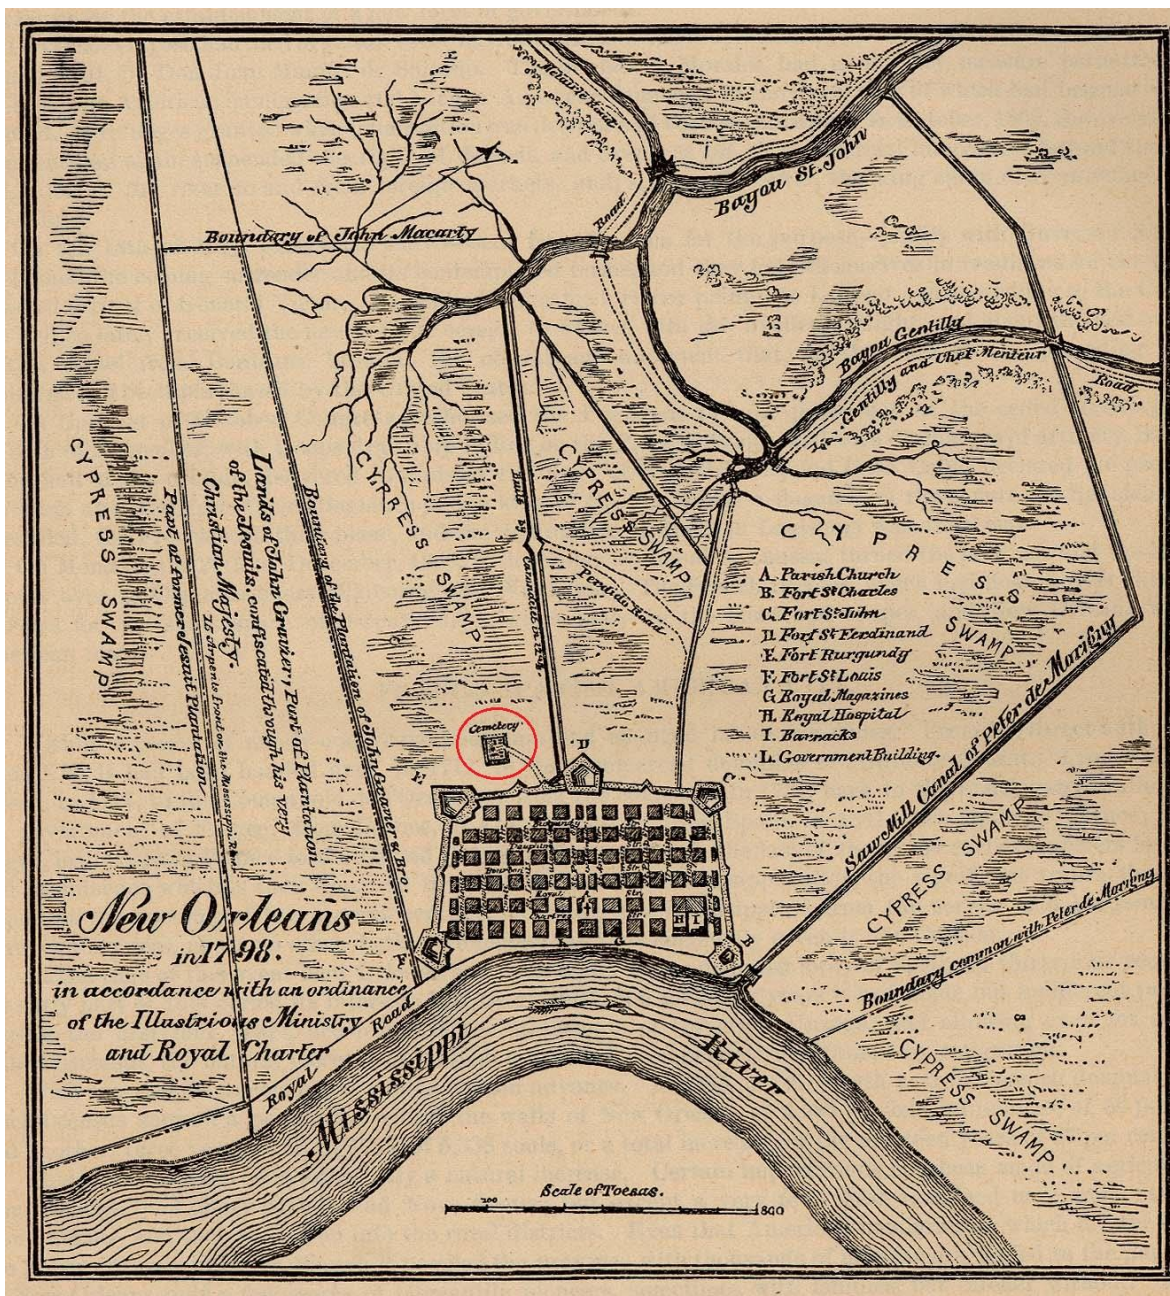 Metairie Road
Road
Bayou St. John
Boundary of John Macarty
Bayou Gentilly
Gentilly and Chef Menteur
Road
CYPRESS SWAMP
CYPRESS SWAMP
CYPRESS SWAMP
CYPRESS
SWAMP
Perdido Road
Made by Carondelet in 1796.
Lands of John Gravier; Part of Plantation
of the Jesuits, confiscated through his very
Christian Majesty.
Part of former Jesuit Plantation
Boundary of the Plantation of John Gravier & Bro.
A. Parish Church
B. Fort St Charles
C. Fort St John
D. Fort St Ferdinand
E. Fort Burgundy
F. Fort St Louis
G. Royal Magazines
H. Royal Hospital
I. Barracks
L. Government Building.
Saw Mill Canal of Peter de Marigny
Cemetery
D
E
C
F
B
H
I
CYPRESS SWAMP
Boundary common with Peter de Marigny
CYPRESS SWAMP
New Orleans
in 1798.
in accordance with an ordinance
of the Illustrious Ministry
and Royal Charter
Royal Road
Mississippi River
Scale of Toesas.
200
800